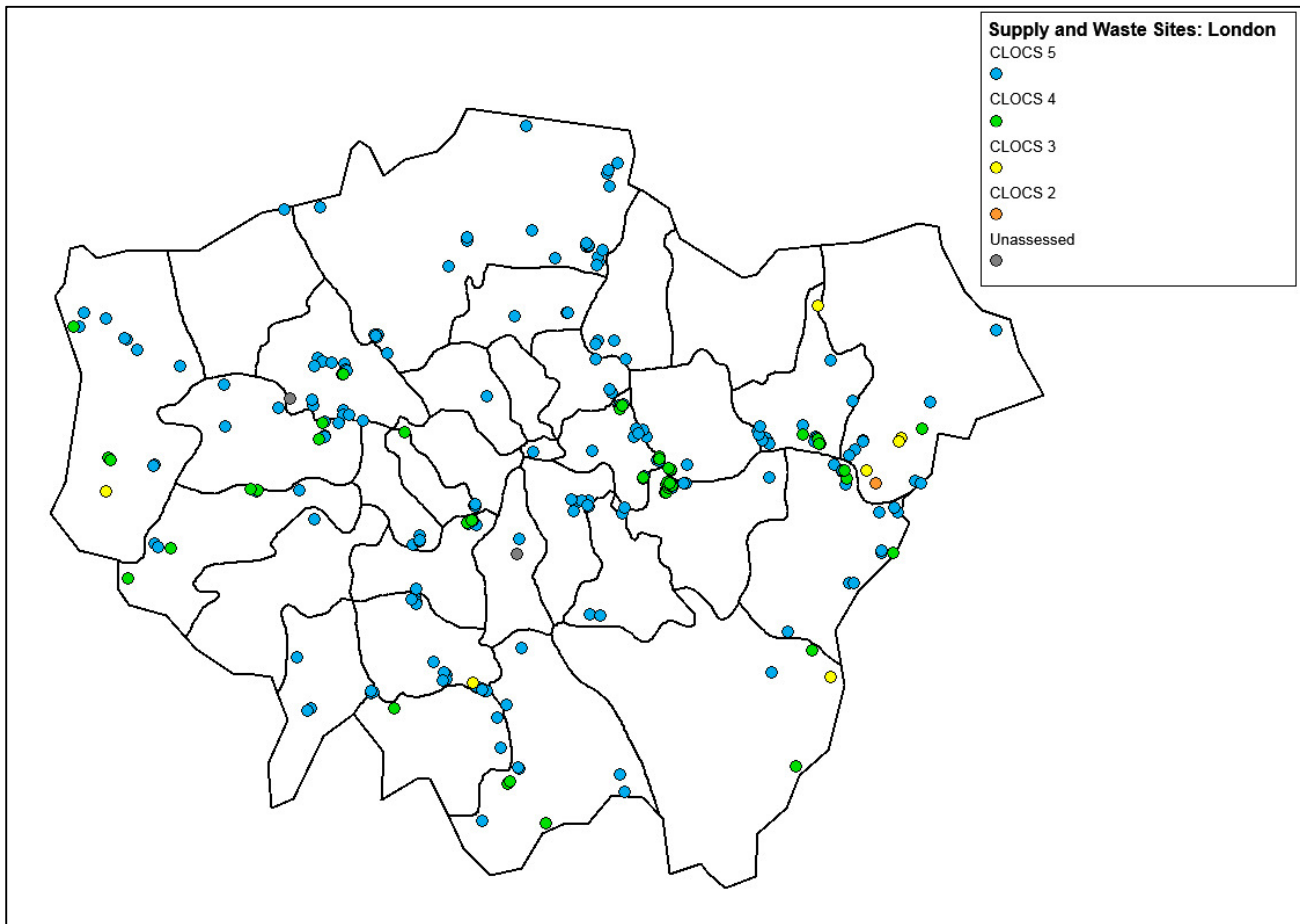 Supply and Waste Sites: London
CLOCS 5
CLOCS 4
CLOCS 3
CLOCS 2
Unassessed